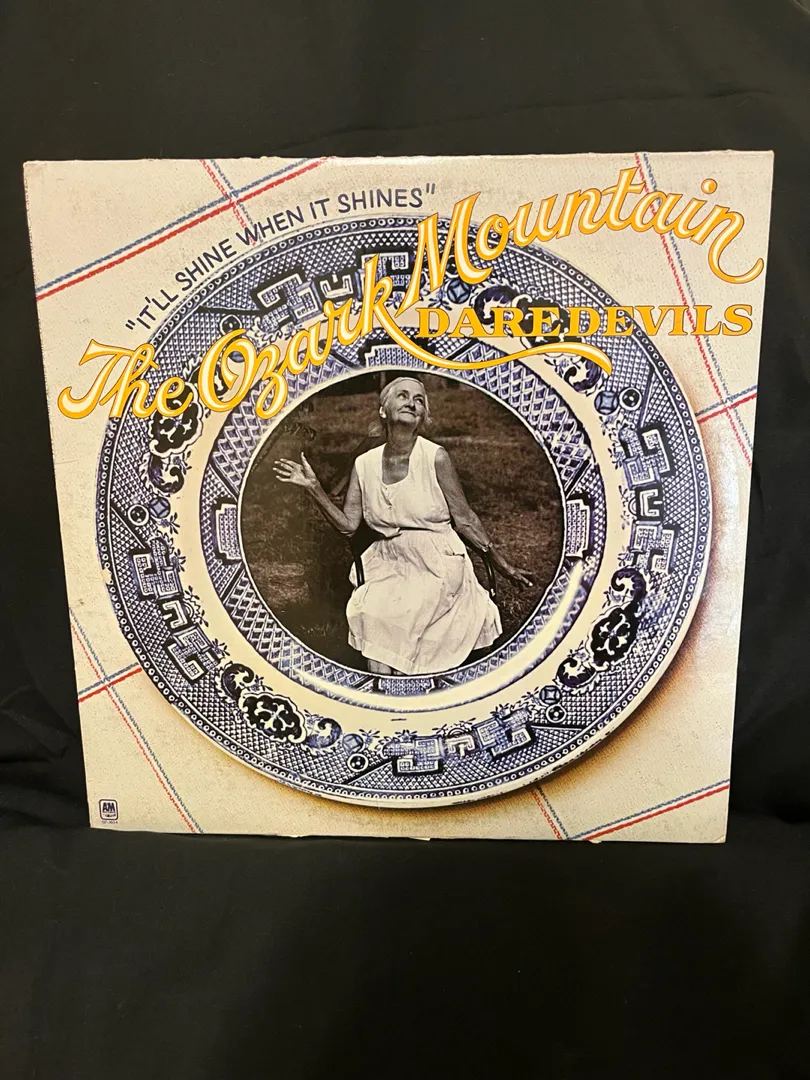 "IT'LL SHINE WHEN IT SHINES"
The Ozark Mountain
DAREDEVILS
A&M